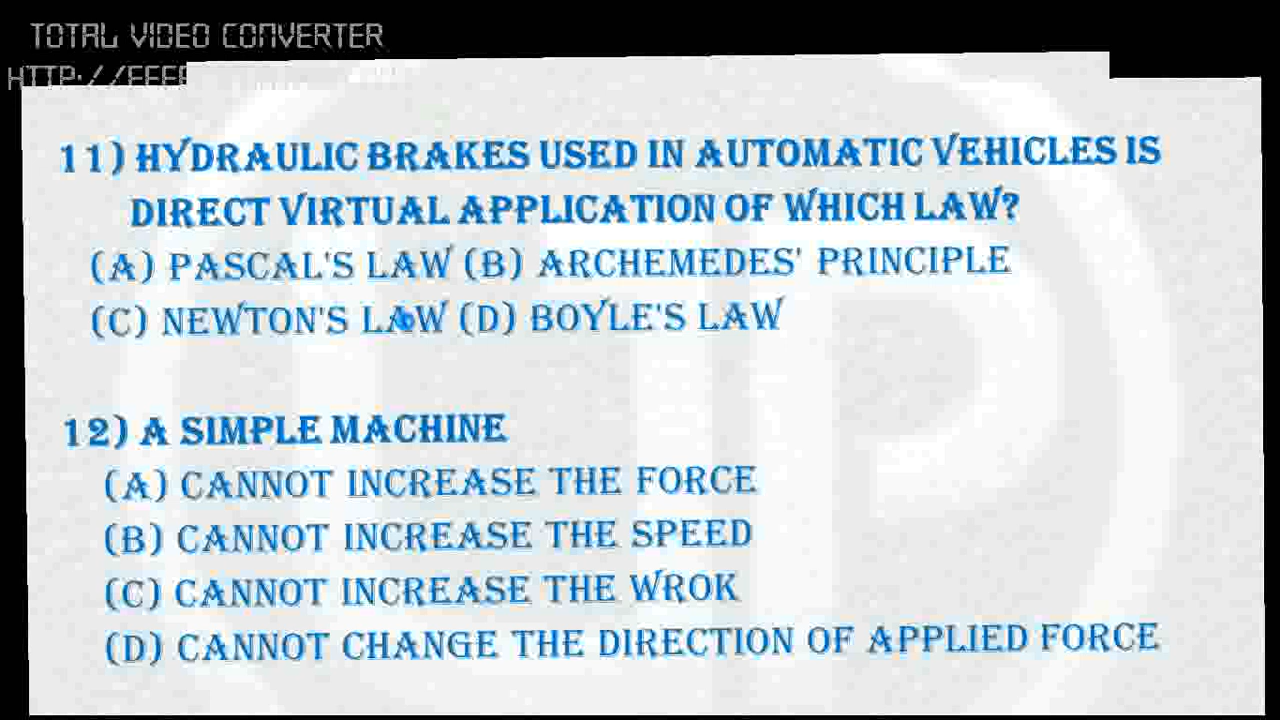 TOTAL VIDEO CONVERTER
HTTP://
11) HYDRAULIC BRAKES USED IN AUTOMATIC VEHICLES IS
DIRECT VIRTUAL APPLICATION OF WHICH LAW?
(A) PASCAL'S LAW (B) ARCHEMEDES' PRINCIPLE
(C) NEWTON'S LAW (D) BOYLE'S LAW
12) A SIMPLE MACHINE
(A) CANNOT INCREASE THE FORCE
(B) CANNOT INCREASE THE SPEED
(C) CANNOT INCREASE THE WROK
(D) CANNOT CHANGE THE DIRECTION OF APPLIED FORCE